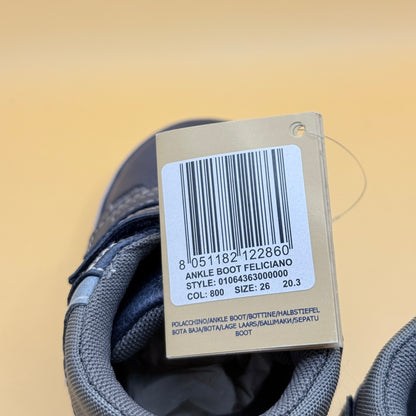 8 051182 122860
ANKLE BOOT FELICIANO
STYLE: 01064363000000
COL: 800 SIZE: 26 20.3
POLACCHINO/ANKLE BOOT/BOTTINE/HALBSTIEFEL
BOTA BAJA/BOTA/LAGE LAARS/БАШМАКИ/SEPATU
BOOT